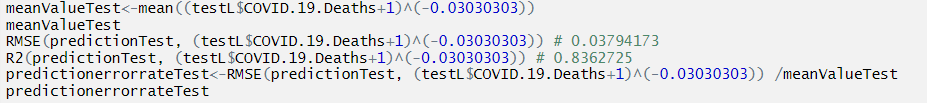 meanValueTest<-mean((testL$COVID.19.Deaths+1)^(-0.03030303))
meanValueTest
RMSE(predictionTest, (testL$COVID.19.Deaths+1)^(-0.03030303)) # 0.03794173
R2(predictionTest, (testL$COVID.19.Deaths+1)^(-0.03030303)) # 0.8362725
predictionerrorrateTest<-RMSE(predictionTest, (testL$COVID.19.Deaths+1)^(-0.03030303)) /meanValueTest
predictionerrorrateTest